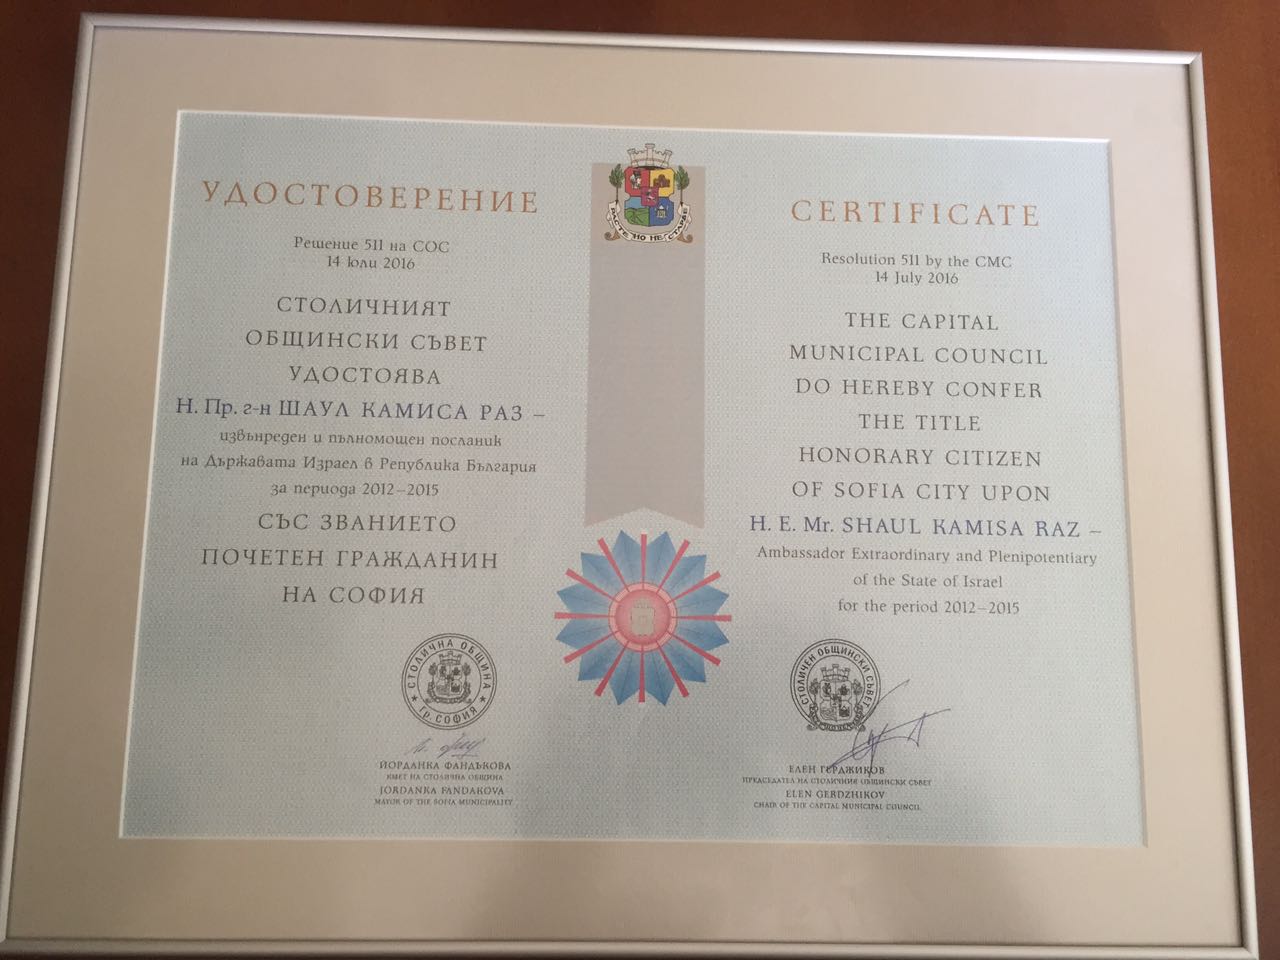 УДОСТОВЕРЕНИЕ
Решение 511 на СОС
14 юли 2016
СТОЛИЧНИЯТ
ОБЩИНСКИ СЪВЕТ
УДОСТОЯВА
Н. Пр. г-н ШАУЛ КАМИСА РАЗ –
извънреден и пълномощен посланик
на Държавата Израел в Република България
за периода 2012–2015
СЪС ЗВАНИЕТО
ПОЧЕТЕН ГРАЖДАНИН
НА СОФИЯ
СТОЛИЧНА ОБЩИНА
ГР. СОФИЯ
ЙОРДАНКА ФАНДЪКОВА
КМЕТ НА СТОЛИЧНА ОБЩИНА
JORDANKA FANDAKOVA
MAYOR OF THE SOFIA MUNICIPALITY
РАСТЕ НО НЕ СТАРЕЕ
CERTIFICATE
Resolution 511 by the CMC
14 July 2016
THE CAPITAL
MUNICIPAL COUNCIL
DO HEREBY CONFER
THE TITLE
HONORARY CITIZEN
OF SOFIA CITY UPON
H. E. Mr. SHAUL KAMISA RAZ –
Ambassador Extraordinary and Plenipotentiary
of the State of Israel
for the period 2012–2015
СТОЛИЧЕН ОБЩИНСКИ СЪВЕТ
ЕЛЕН ГЕРДЖИКОВ
ПРЕДСЕДАТЕЛ НА СТОЛИЧНИЯ ОБЩИНСКИ СЪВЕТ
ELEN GERDZHIKOV
CHAIR OF THE CAPITAL MUNICIPAL COUNCIL